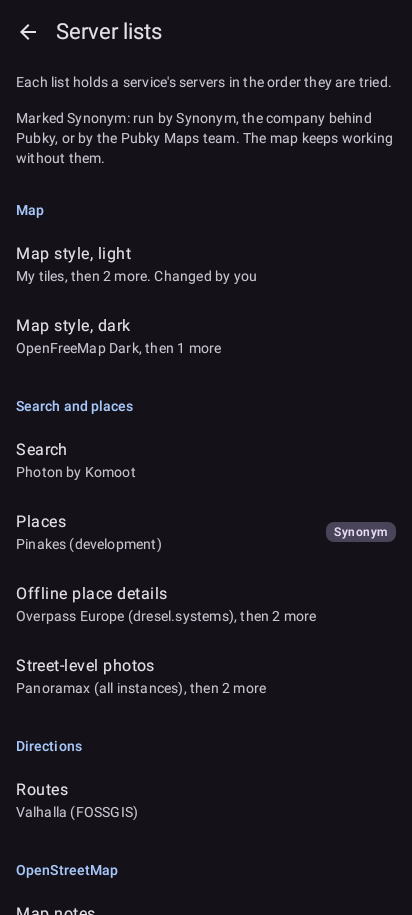 Server lists
Each list holds a service's servers in the order they are tried.
Marked Synonym: run by Synonym, the company behind
Pubky, or by the Pubky Maps team. The map keeps working
without them.
Map
Map style, light
My tiles, then 2 more. Changed by you
Map style, dark
OpenFreeMap Dark, then 1 more
Search and places
Search
Photon by Komoot
Places
Synonym
Pinakes (development)
Offline place details
Overpass Europe (dresel.systems), then 2 more
Street-level photos
Panoramax (all instances), then 2 more
Directions
Routes
Valhalla (FOSSGIS)
OpenStreetMap
Map notes